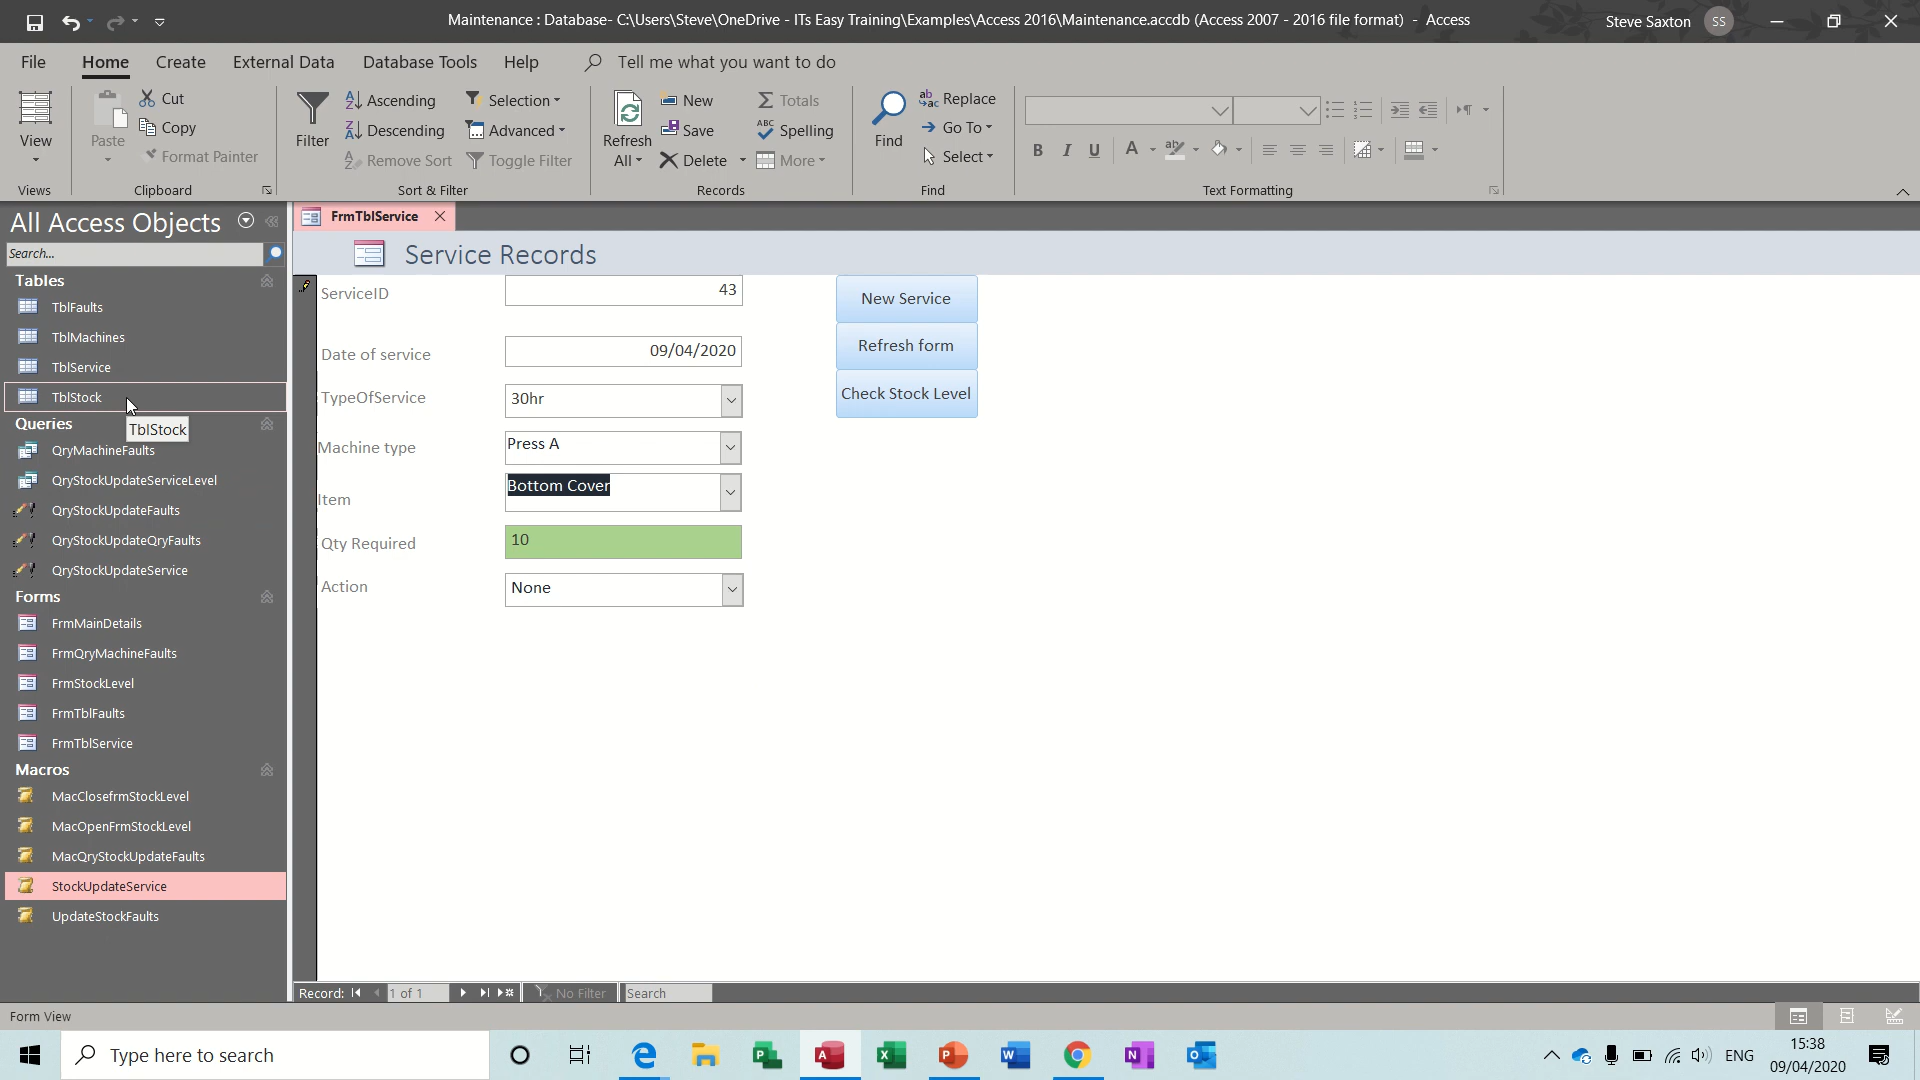 Maintenance : Database- C:\Users\Steve\OneDrive - ITs Easy Training\Examples\Access 2016\Maintenance.accdb (Access 2007 - 2016 file format) - Access
Steve Saxton
SS
File Home Create External Data Database Tools Help Tell me what you want to do
View
Views
Paste
Cut
Copy
Format Painter
Clipboard
Filter
Ascending
Descending
Remove Sort
Selection
Advanced
Toggle Filter
Sort & Filter
Refresh
All
New
Save
Delete
Totals
Spelling
More
Records
Find
Replace
Go To
Select
Find
B I U A
Text Formatting
All Access Objects
Search...
Tables
TblFaults
TblMachines
TblService
TblStock
TblStock
Queries
QryMachineFaults
QryStockUpdateServiceLevel
QryStockUpdateFaults
QryStockUpdateQryFaults
QryStockUpdateService
Forms
FrmMainDetails
FrmQryMachineFaults
FrmStockLevel
FrmTblFaults
FrmTblService
Macros
MacClosefrmStockLevel
MacOpenFrmStockLevel
MacQryStockUpdateFaults
StockUpdateService
UpdateStockFaults
FrmTblService
Service Records
ServiceID 43
Date of service 09/04/2020
TypeOfService 30hr
Machine type Press A
Item Bottom Cover
Qty Required 10
Action None
New Service
Refresh form
Check Stock Level
Record: 1 of 1 No Filter Search
Form View
Type here to search
ENG
15:38
09/04/2020